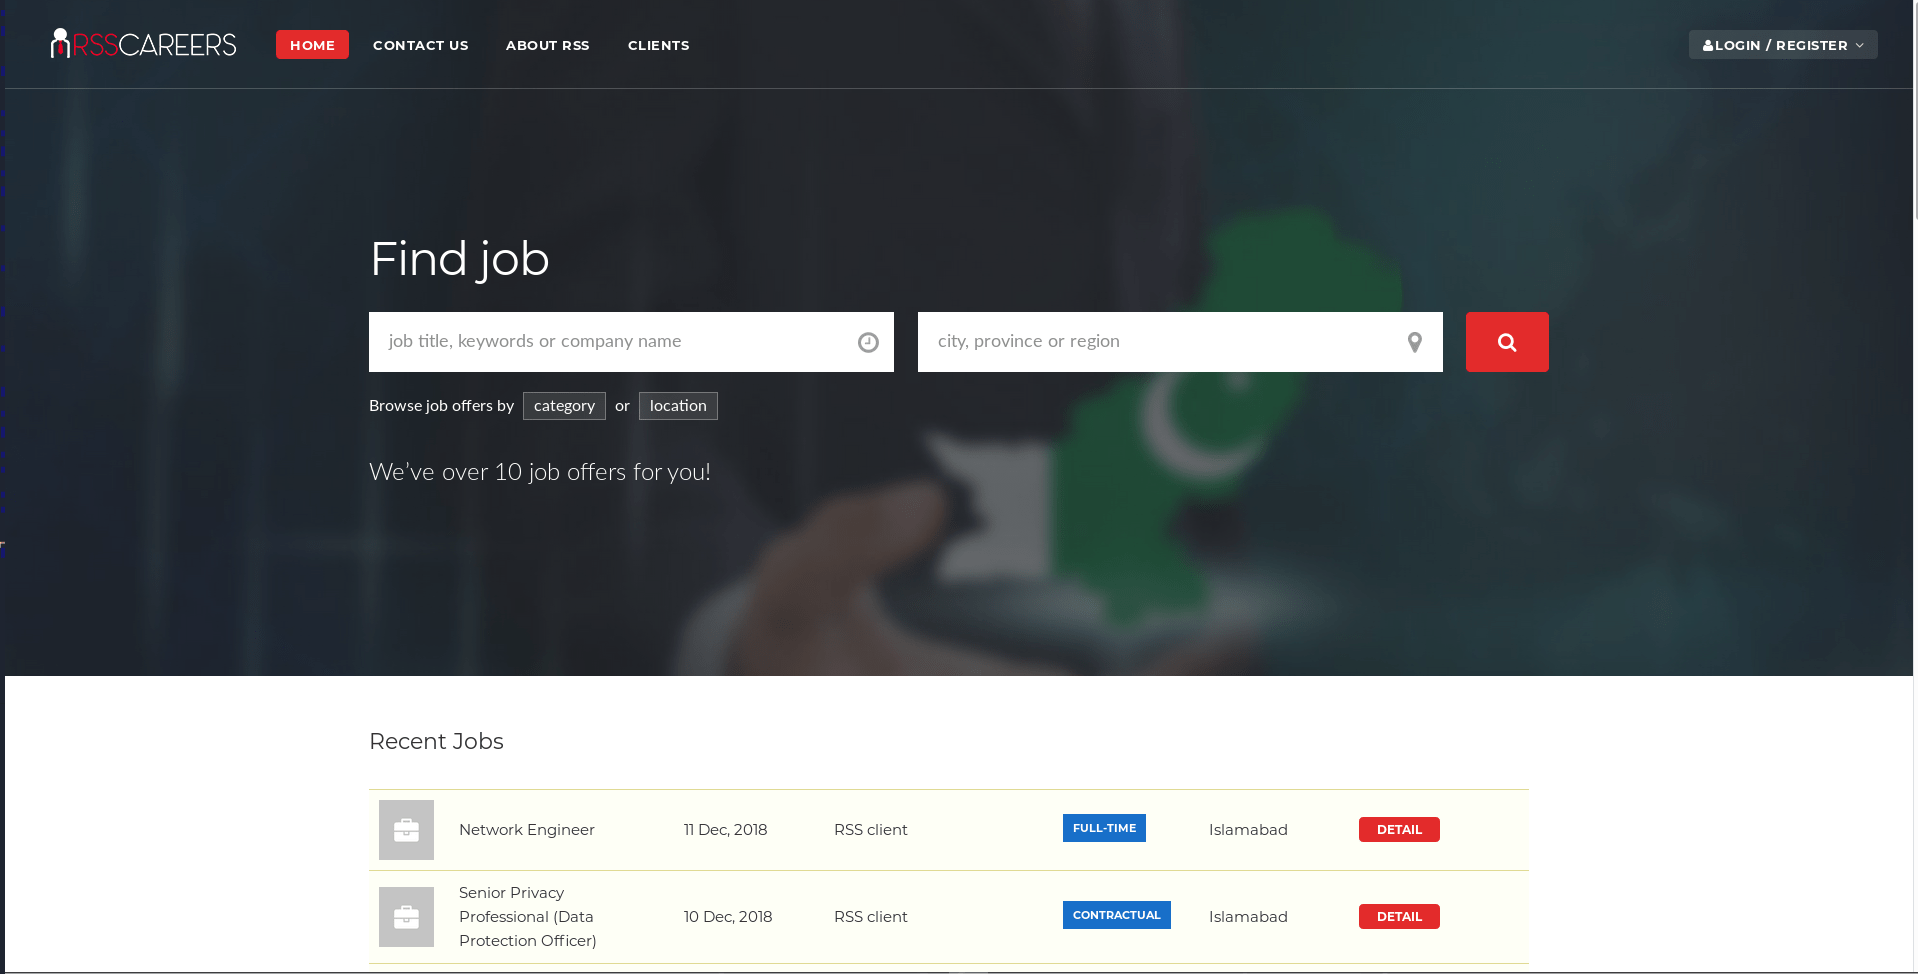 RSSCAREERS
HOME
CONTACT US
ABOUT RSS
CLIENTS
LOGIN / REGISTER
Find job
job title, keywords or company name
city, province or region
Browse job offers by category or location
We've over 10 job offers for you!
Recent Jobs
Network Engineer
11 Dec, 2018
RSS client
FULL-TIME
Islamabad
DETAIL
Senior Privacy
Professional (Data
Protection Officer)
10 Dec, 2018
RSS client
CONTRACTUAL
Islamabad
DETAIL